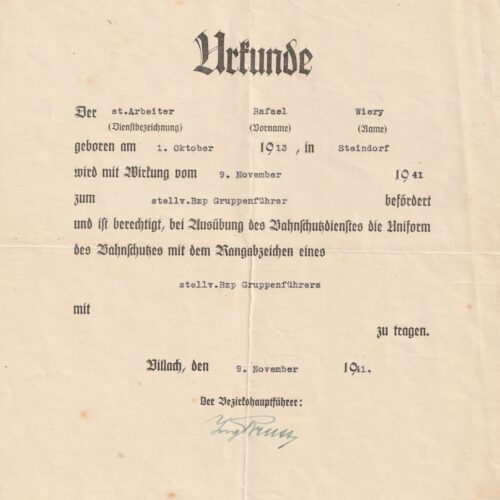 Urkunde
Der st.Arbeiter Rafael Wiery
(Dienstbezeichnung) (Vorname) (Name)
geboren am 1. Oktober 1913, in Steindorf
wird mit Wirkung vom 9. November 1941
zum stellv.Bzp Gruppenführer befördert
und ist berechtigt, bei Ausübung des Bahnschutzdienstes die Uniform
des Bahnschutzes mit dem Rangabzeichen eines
stellv.Bzp Gruppenführers
mit
zu tragen.
Villach, den 9. November 1941.
Der Bezirkshauptführer: